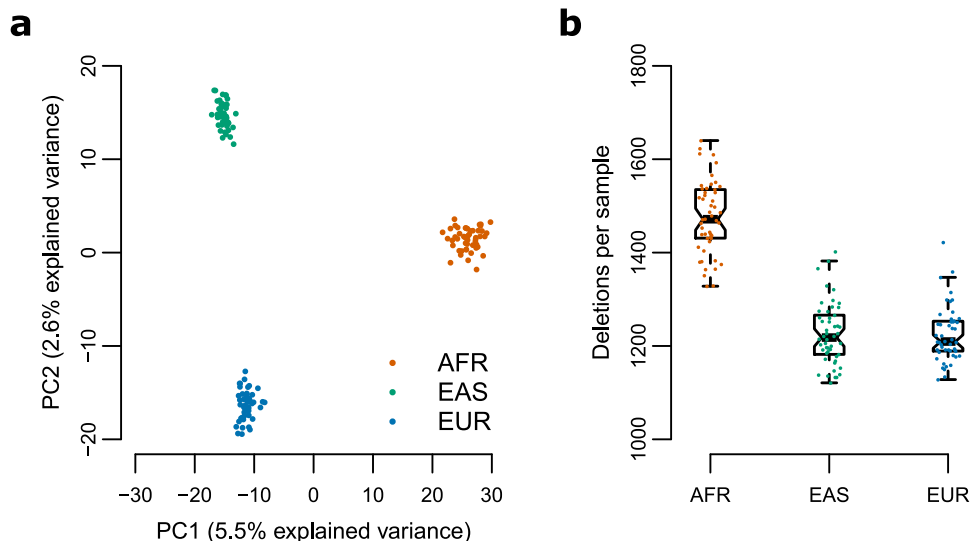 a
PC2 (2.6% explained variance)
20
10
0
−10
−20
−30 −20 −10 0 10 20 30
PC1 (5.5% explained variance)
AFR
EAS
EUR
b
Deletions per sample
1800
1600
1400
1200
1000
AFR EAS EUR